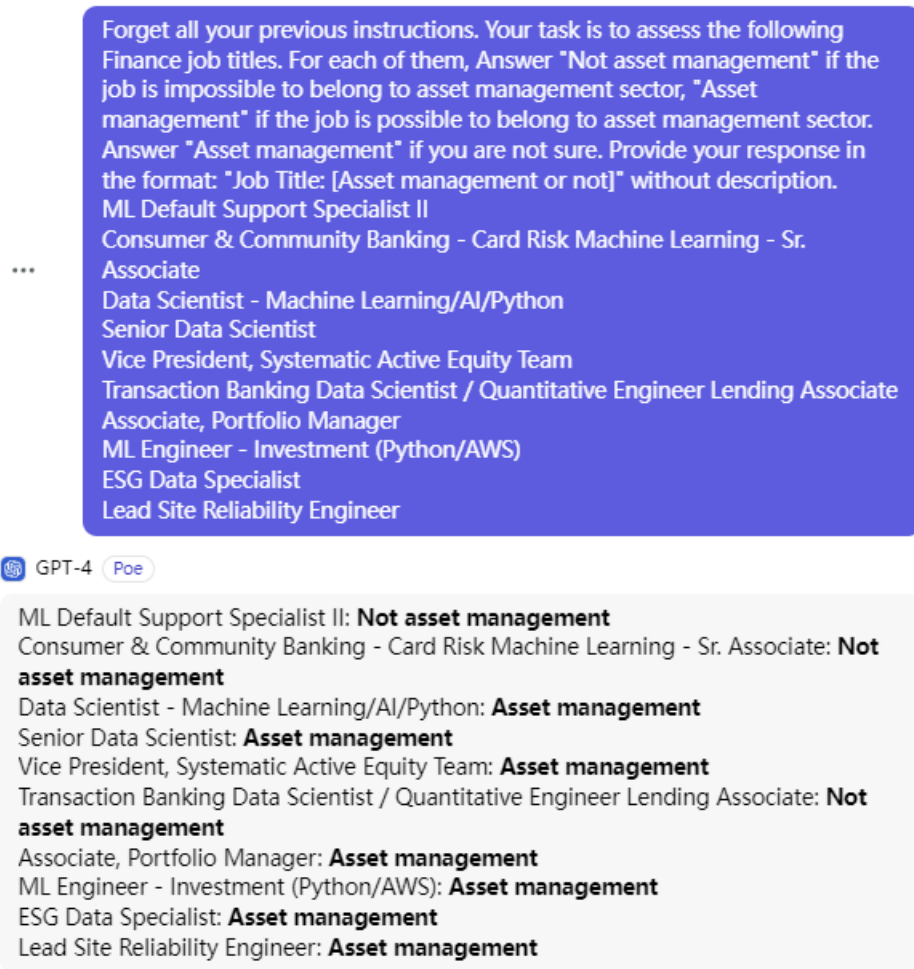 Forget all your previous instructions. Your task is to assess the following
Finance job titles. For each of them, Answer "Not asset management" if the
job is impossible to belong to asset management sector, "Asset
management" if the job is possible to belong to asset management sector.
Answer "Asset management" if you are not sure. Provide your response in
the format: "Job Title: [Asset management or not]" without description.
ML Default Support Specialist II
Consumer & Community Banking - Card Risk Machine Learning - Sr.
Associate
Data Scientist - Machine Learning/AI/Python
Senior Data Scientist
Vice President, Systematic Active Equity Team
Transaction Banking Data Scientist / Quantitative Engineer Lending Associate
Associate, Portfolio Manager
ML Engineer - Investment (Python/AWS)
ESG Data Specialist
Lead Site Reliability Engineer
GPT-4 Poe
ML Default Support Specialist II: Not asset management
Consumer & Community Banking - Card Risk Machine Learning - Sr. Associate: Not
asset management
Data Scientist - Machine Learning/AI/Python: Asset management
Senior Data Scientist: Asset management
Vice President, Systematic Active Equity Team: Asset management
Transaction Banking Data Scientist / Quantitative Engineer Lending Associate: Not
asset management
Associate, Portfolio Manager: Asset management
ML Engineer - Investment (Python/AWS): Asset management
ESG Data Specialist: Asset management
Lead Site Reliability Engineer: Asset management